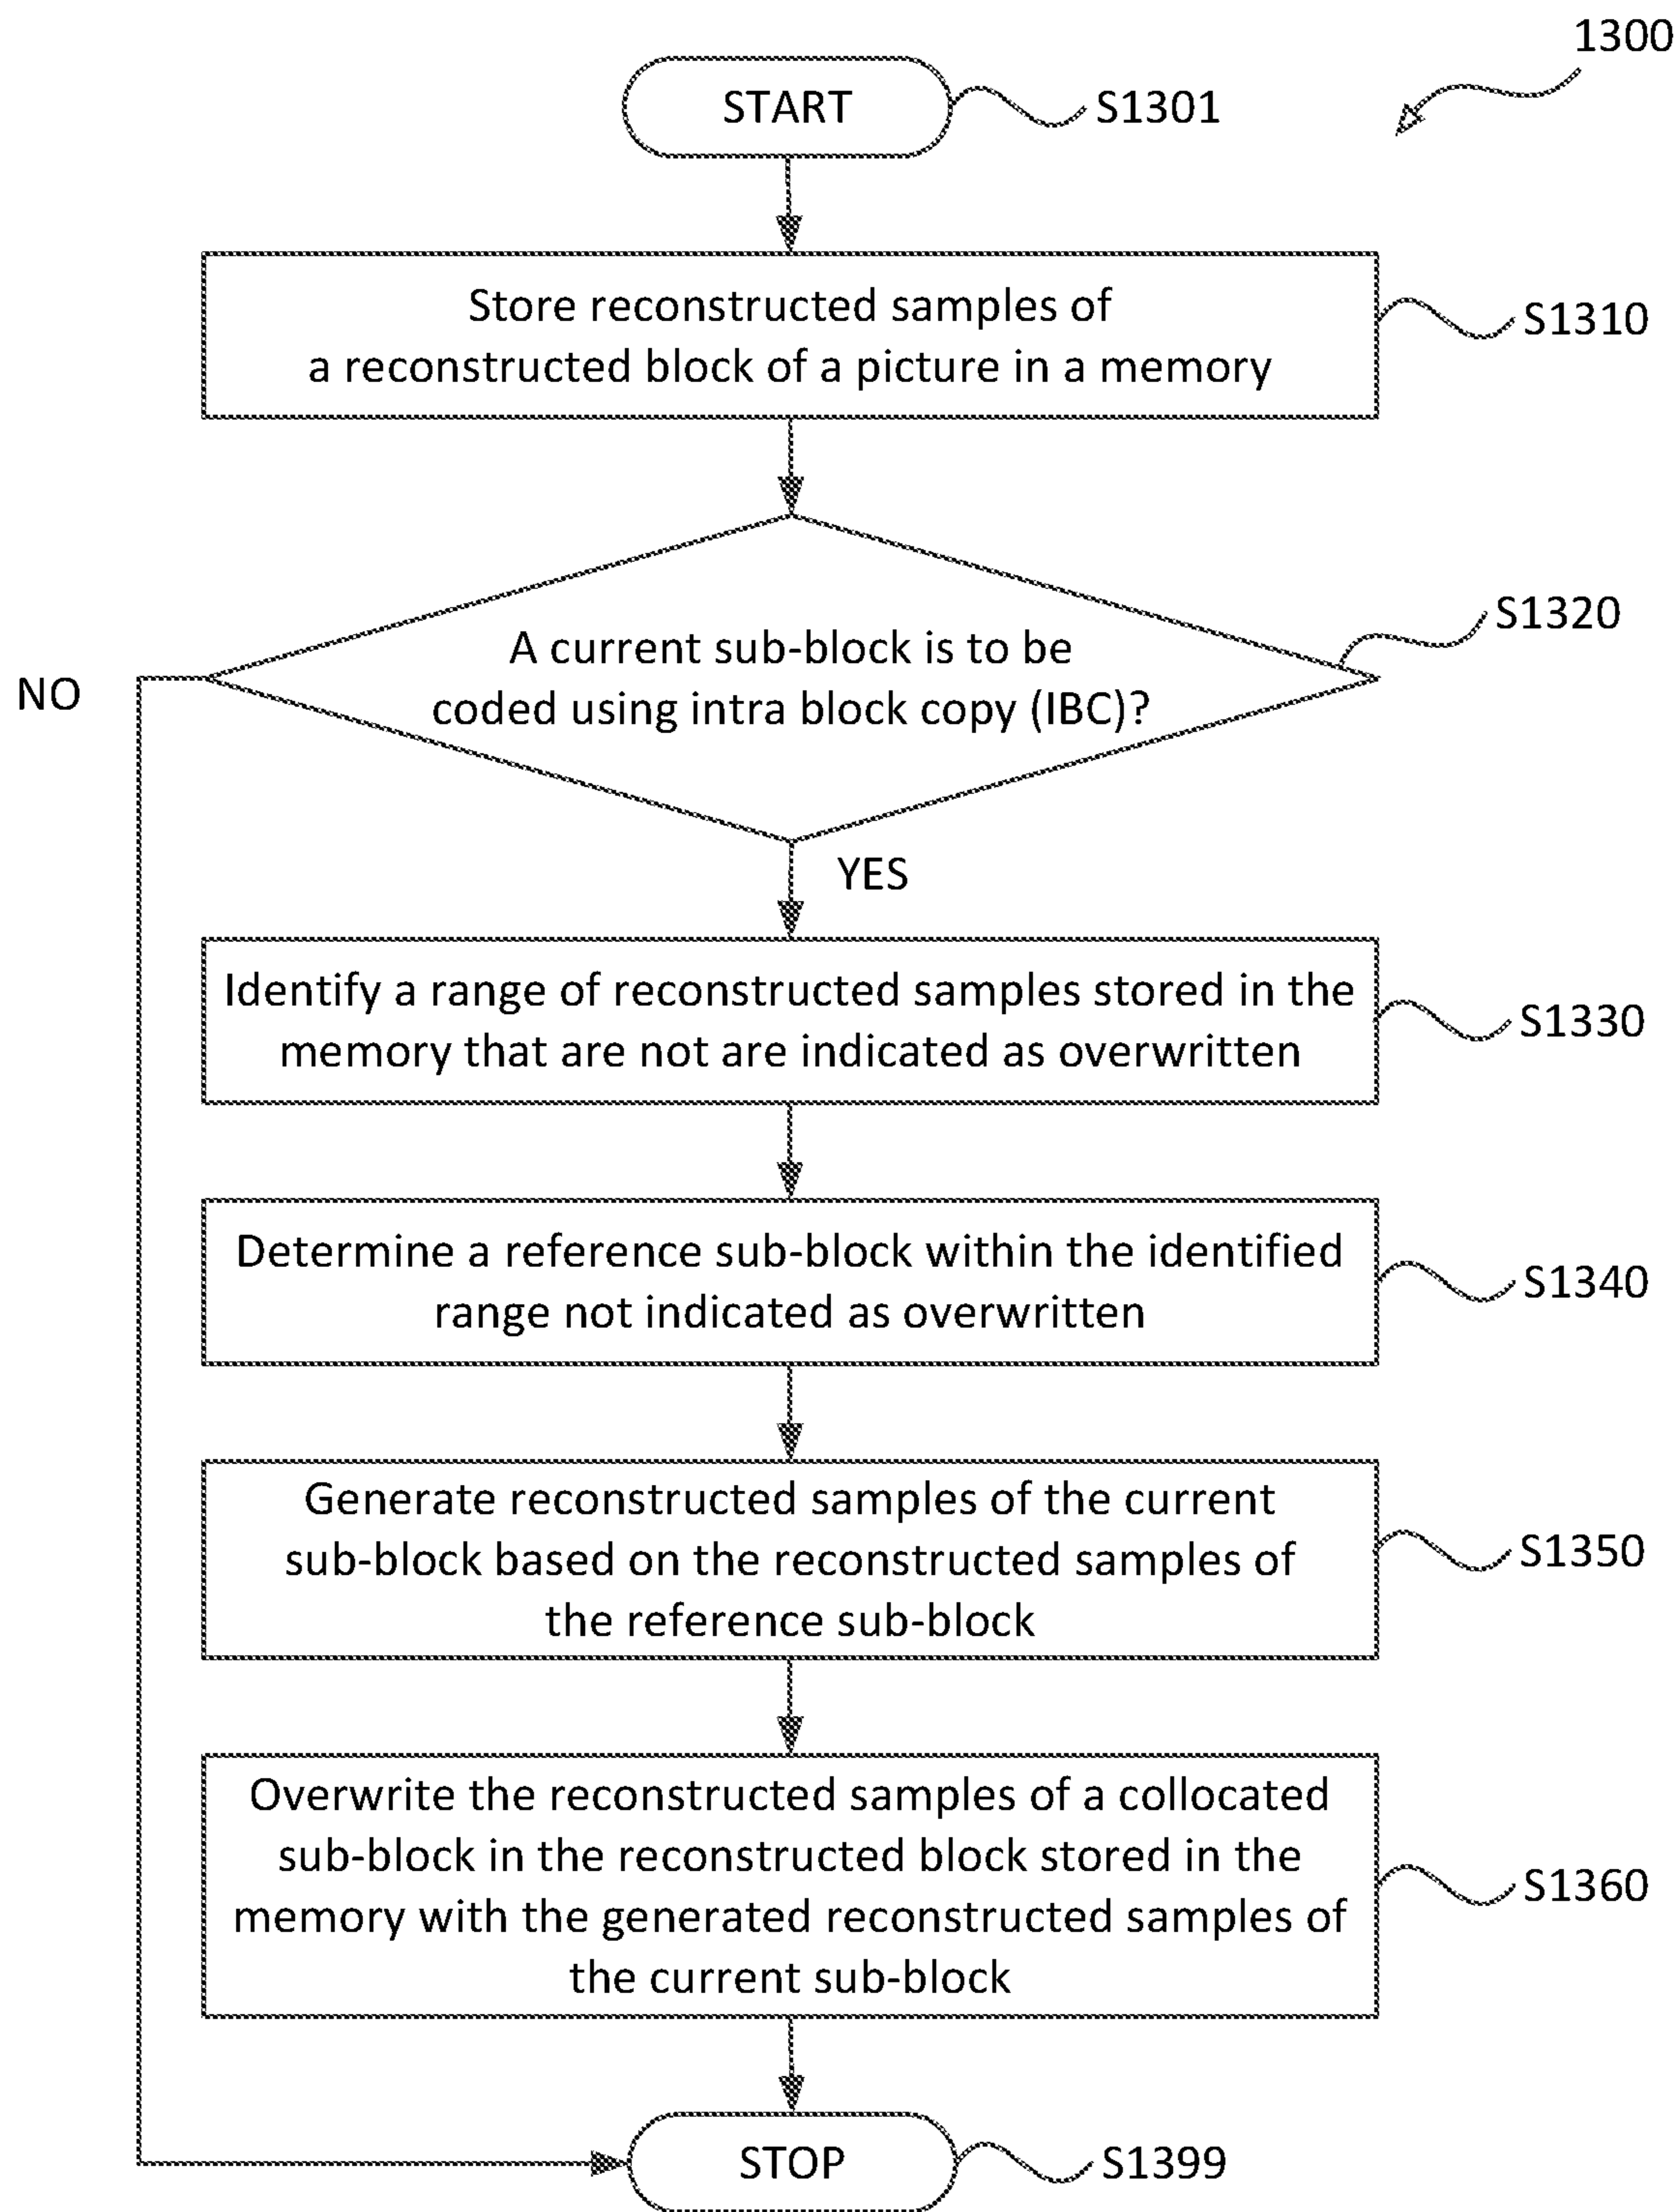 1300
START
S1301
Store reconstructed samples of
a reconstructed block of a picture in a memory
S1310
A current sub-block is to be
coded using intra block copy (IBC)?
S1320
NO
YES
Identify a range of reconstructed samples stored in the
memory that are not are indicated as overwritten
S1330
Determine a reference sub-block within the identified
range not indicated as overwritten
S1340
Generate reconstructed samples of the current
sub-block based on the reconstructed samples of
the reference sub-block
S1350
Overwrite the reconstructed samples of a collocated
sub-block in the reconstructed block stored in the
memory with the generated reconstructed samples of
the current sub-block
S1360
STOP
S1399